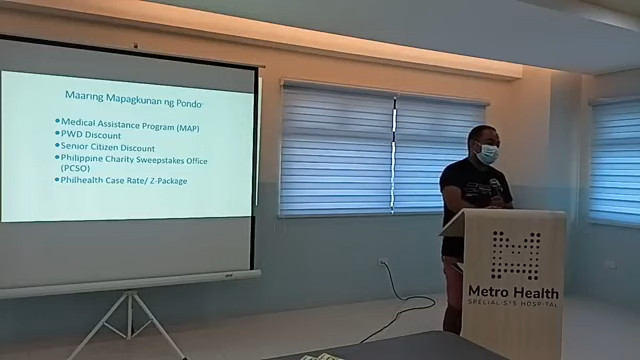 Maaring Mapagkunan ng Pondo
•Medical Assistance Program (MAP)
•PWD Discount
•Senior Citizen Discount
•Philippine Charity Sweepstakes Office
(PCSO)
•Philhealth Case Rate/ Z-Package
Metro Health
SPECIALISTS HOSPITAL